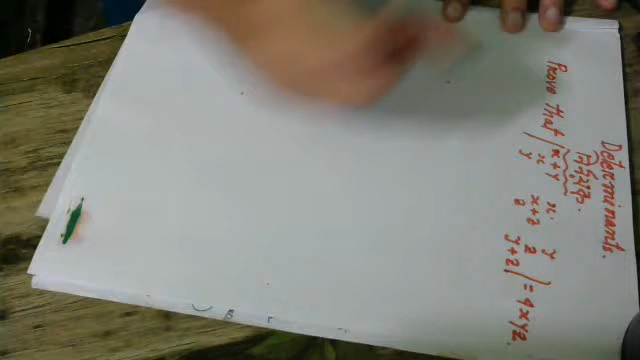 Determinants.
Prove that | x+y x y
x x+z z
y z y+z | = 4xyz.